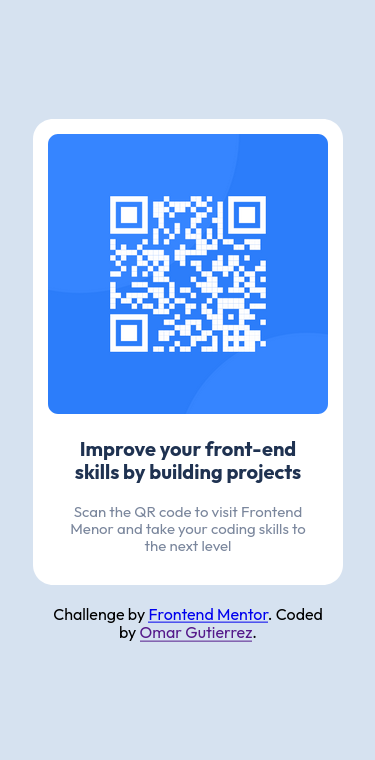 Improve your front-end
skills by building projects
Scan the QR code to visit Frontend
Menor and take your coding skills to
the next level
Challenge by Frontend Mentor. Coded
by Omar Gutierrez.